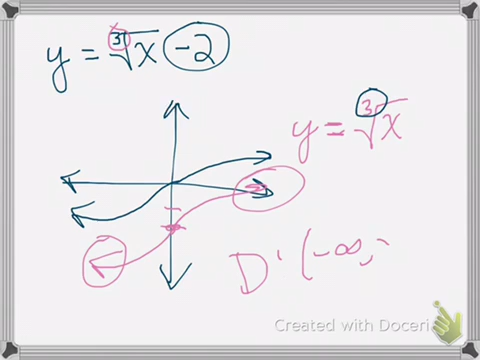 y = ∛x -2
y = ∛x
D: (-∞,
Created with Doceri